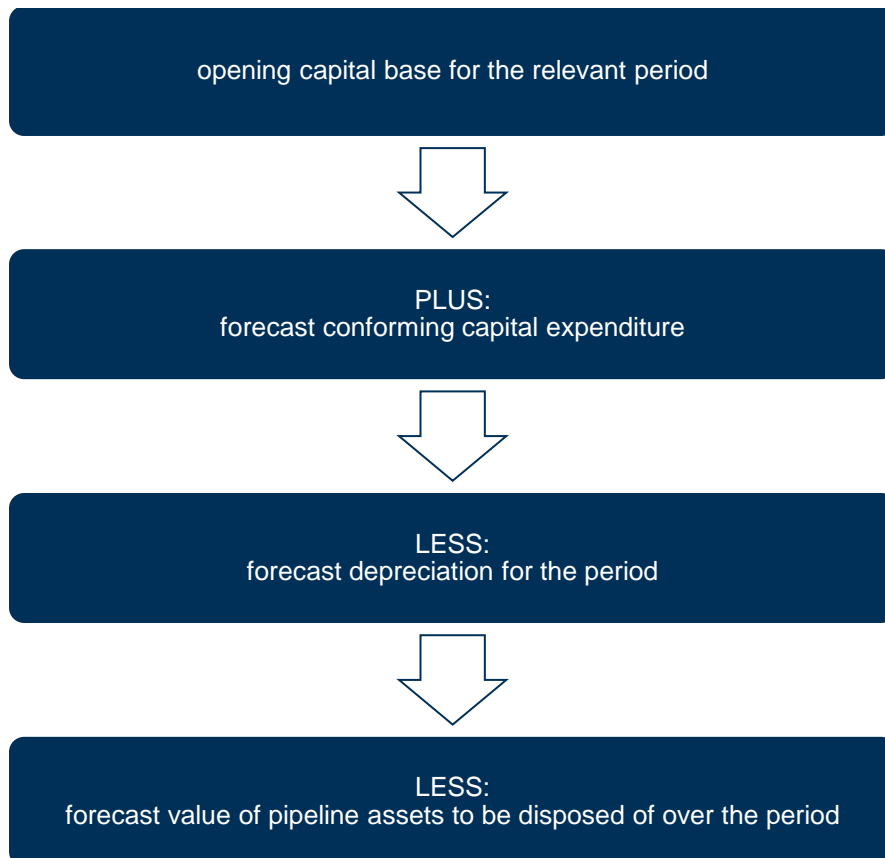 opening capital base for the relevant period
PLUS:
forecast conforming capital expenditure
LESS:
forecast depreciation for the period
LESS:
forecast value of pipeline assets to be disposed of over the period